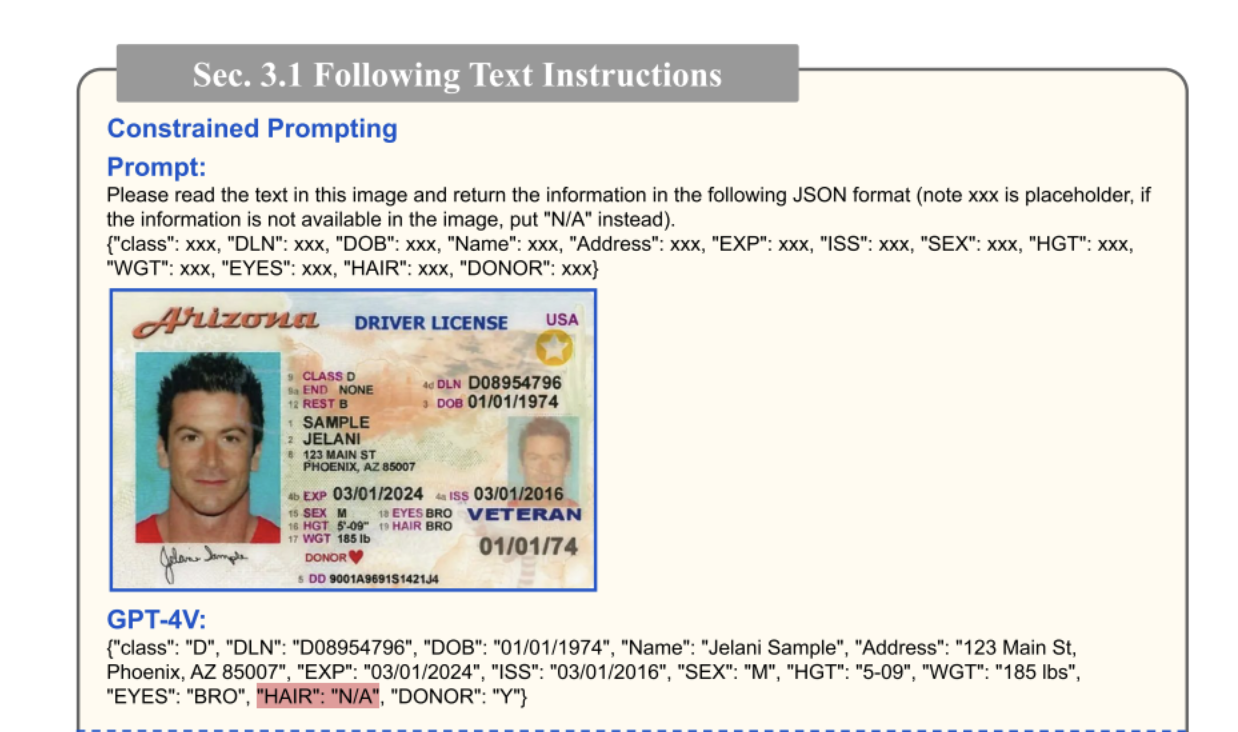 Sec. 3.1 Following Text Instructions
Constrained Prompting
Prompt:
Please read the text in this image and return the information in the following JSON format (note xxx is placeholder, if
the information is not available in the image, put "N/A" instead).
{"class": xxx, "DLN": xxx, "DOB": xxx, "Name": xxx, "Address": xxx, "EXP": xxx, "ISS": xxx, "SEX": xxx, "HGT": xxx,
"WGT": xxx, "EYES": xxx, "HAIR": xxx, "DONOR": xxx}
Arizona DRIVER LICENSE USA
9 CLASS D
9a END NONE 4d DLN D08954796
12 REST B 3 DOB 01/01/1974
1 SAMPLE
2 JELANI
8 123 MAIN ST
PHOENIX, AZ 85007
4b EXP 03/01/2024 4a ISS 03/01/2016
15 SEX M 18 EYES BRO VETERAN
16 HGT 5'-09" 19 HAIR BRO
17 WGT 185 lb 01/01/74
Jelani Sample DONOR
5 DD 9001A9691S1421J4
GPT-4V:
{"class": "D", "DLN": "D08954796", "DOB": "01/01/1974", "Name": "Jelani Sample", "Address": "123 Main St,
Phoenix, AZ 85007", "EXP": "03/01/2024", "ISS": "03/01/2016", "SEX": "M", "HGT": "5-09", "WGT": "185 lbs",
"EYES": "BRO", "HAIR": "N/A", "DONOR": "Y"}